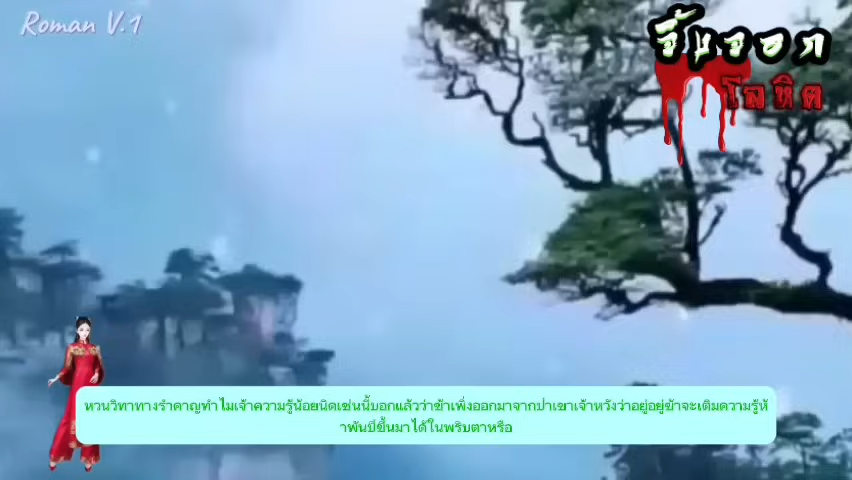 Roman V.1
จิ้งจอก
โลหิต
หวนวิทาทางรำคาญทำไมเจ้าความรู้น้อยนิดเช่นนี้บอกแล้วว่าข้าเพิ่งออกมาจากป่าเขาเจ้าหวังว่าอยู่อยู่ข้าจะเติมความรู้ห้
าพันปีขึ้นมาได้ในพริบตาหรือ